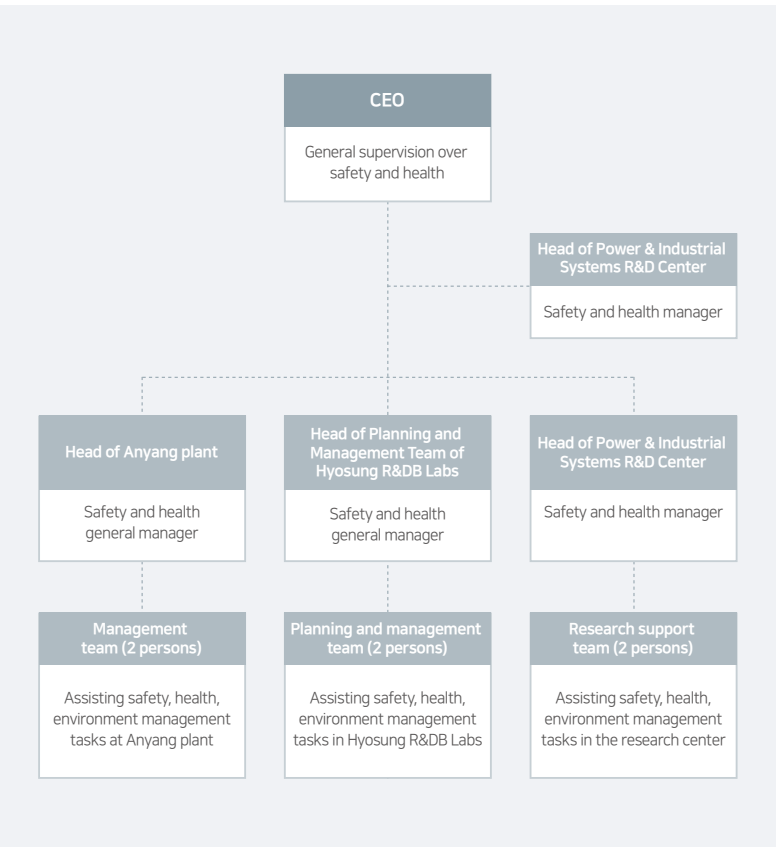 CEO
General supervision over
safety and health
Head of Power & Industrial
Systems R&D Center
Safety and health manager
Head of Anyang plant
Safety and health
general manager
Head of Planning and
Management Team of
Hyosung R&DB Labs
Safety and health
general manager
Head of Power & Industrial
Systems R&D Center
Safety and health manager
Management
team (2 persons)
Assisting safety, health,
environment management
tasks at Anyang plant
Planning and management
team (2 persons)
Assisting safety, health,
environment management
tasks in Hyosung R&DB Labs
Research support
team (2 persons)
Assisting safety, health,
environment management
tasks in the research center